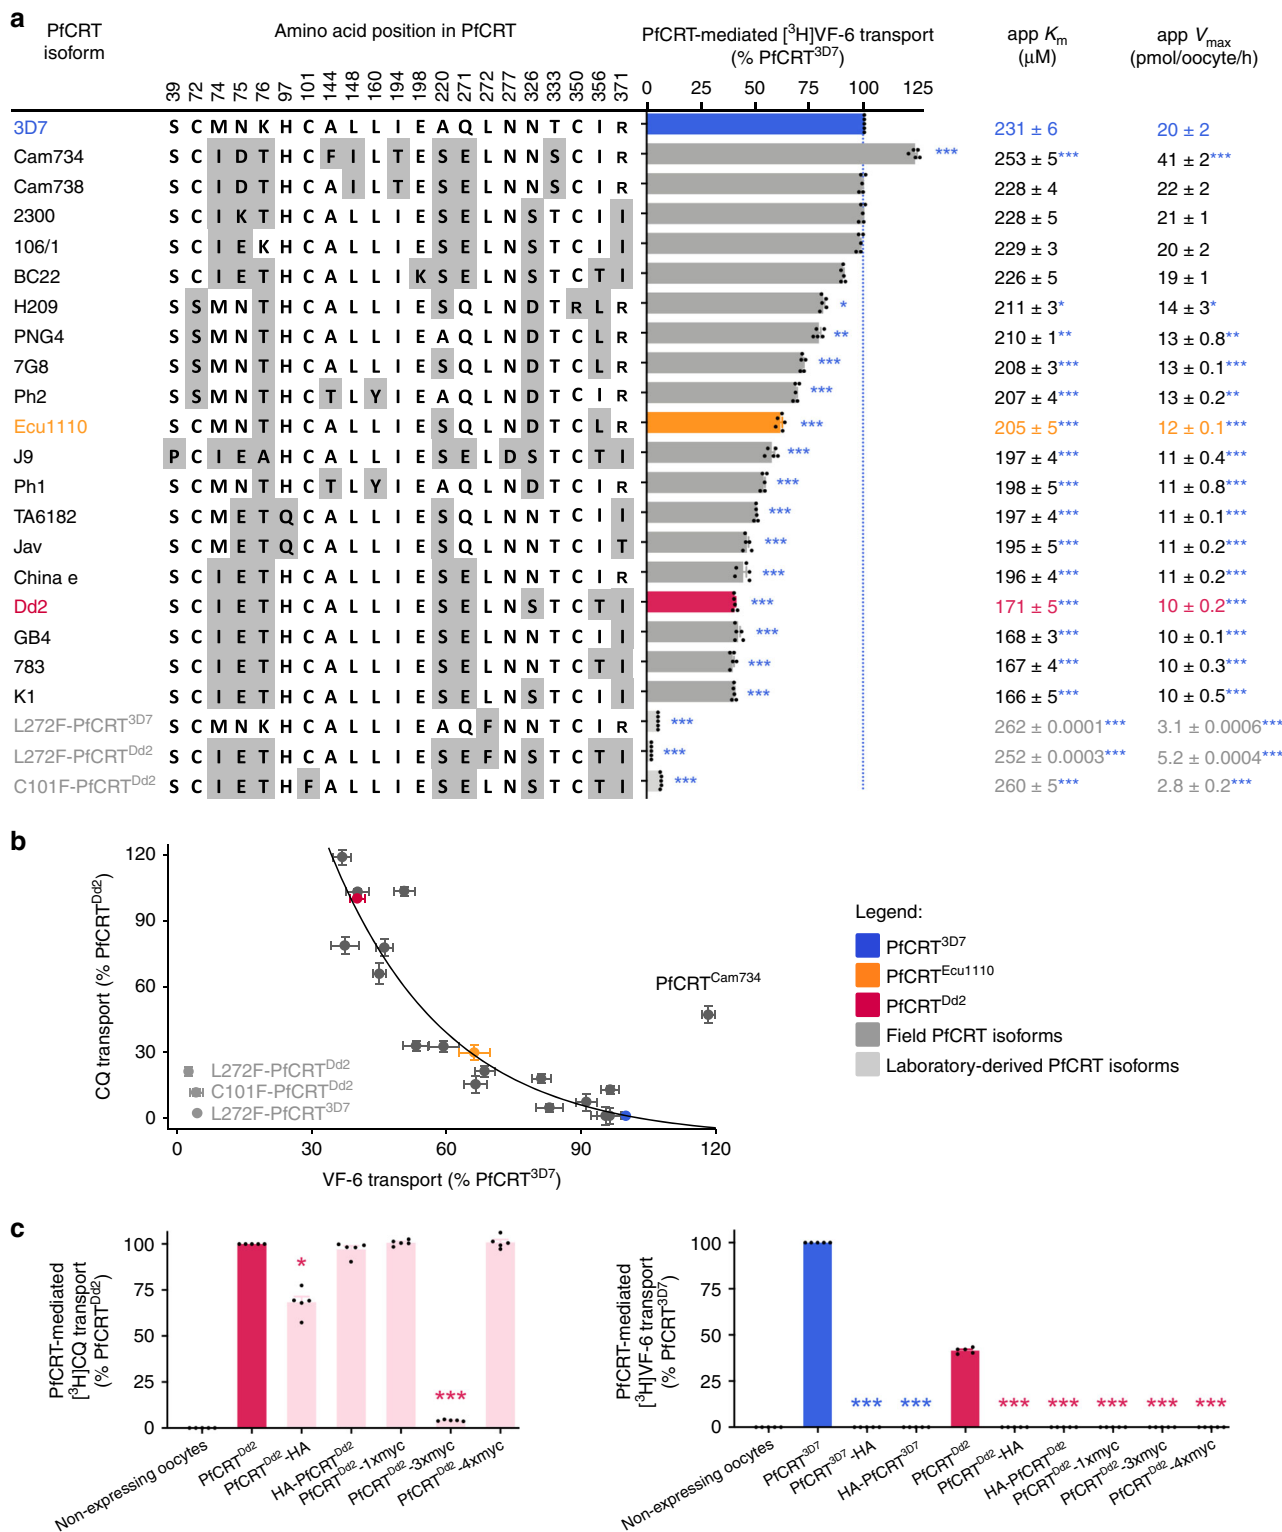 a
PfCRT isoform
Amino acid position in PfCRT
PfCRT-mediated [³H]VF-6 transport (% PfCRT³ᴰ⁷)
app Kₘ (μM)
app Vₘₐₓ (pmol/oocyte/h)
39 72 74 75 76 97 101 144 148 160 194 198 220 271 272 277 326 333 350 356 371
0 25 50 75 100 125
3D7 S C M N K H C A L L I E A Q L N N T C I R 231 ± 6 20 ± 2
Cam734 S C I D T H C F I L T E S E L N N S C I R *** 253 ± 5*** 41 ± 2***
Cam738 S C I D T H C A I L T E S E L N N S C I R 228 ± 4 22 ± 2
2300 S C I K T H C A L L I E S E L N S T C I I 228 ± 5 21 ± 1
106/1 S C I E K H C A L L I E S E L N S T C I I 229 ± 3 20 ± 2
BC22 S C I E T H C A L L I K S E L N S T C T I 226 ± 5 19 ± 1
H209 S S M N T H C A L L I E S Q L N D T R L R * 211 ± 3* 14 ± 3*
PNG4 S S M N T H C A L L I E A Q L N D T C L R ** 210 ± 1** 13 ± 0.8**
7G8 S S M N T H C A L L I E S Q L N D T C L R *** 208 ± 3*** 13 ± 0.1***
Ph2 S S M N T H C T L Y I E A Q L N D T C I R *** 207 ± 4*** 13 ± 0.2**
Ecu1110 S C M N T H C A L L I E S Q L N D T C L R *** 205 ± 5*** 12 ± 0.1***
J9 P C I E A H C A L L I E S E L D S T C T I *** 197 ± 4*** 11 ± 0.4***
Ph1 S C M N T H C T L Y I E A Q L N D T C I R *** 198 ± 5*** 11 ± 0.8***
TA6182 S C M E T Q C A L L I E S Q L N N T C I I *** 197 ± 4*** 11 ± 0.1***
Jav S C M E T Q C A L L I E S Q L N N T C I T *** 195 ± 5*** 11 ± 0.2***
China e S C I E T H C A L L I E S E L N N T C I R *** 196 ± 4*** 11 ± 0.2***
Dd2 S C I E T H C A L L I E S E L N S T C T I *** 171 ± 5*** 10 ± 0.2***
GB4 S C I E T H C A L L I E S E L N N T C I I *** 168 ± 3*** 10 ± 0.1***
783 S C I E T H C A L L I E S E L N N T C T I *** 167 ± 4*** 10 ± 0.3***
K1 S C I E T H C A L L I E S E L N S T C I I *** 166 ± 5*** 10 ± 0.5***
L272F-PfCRT³ᴰ⁷ S C M N K H C A L L I E A Q F N N T C I R *** 262 ± 0.0001*** 3.1 ± 0.0006***
L272F-PfCRTᴰᵈ² S C I E T H C A L L I E S E F N S T C T I *** 252 ± 0.0003*** 5.2 ± 0.0004***
C101F-PfCRTᴰᵈ² S C I E T H F A L L I E S E L N S T C T I *** 260 ± 5*** 2.8 ± 0.2***
b
CQ transport (% PfCRTᴰᵈ²)
120
90
60
30
0
0 30 60 90 120
VF-6 transport (% PfCRT³ᴰ⁷)
PfCRTᶜᵃᵐ⁷³⁴
L272F-PfCRTᴰᵈ²
C101F-PfCRTᴰᵈ²
L272F-PfCRT³ᴰ⁷
Legend:
PfCRT³ᴰ⁷
PfCRTᴱᶜᵘ¹¹¹⁰
PfCRTᴰᵈ²
Field PfCRT isoforms
Laboratory-derived PfCRT isoforms
c
PfCRT-mediated
[³H]CQ transport
(% PfCRTᴰᵈ²)
100
75
50
25
0
* ***
Non-expressing oocytes
PfCRTᴰᵈ²
PfCRTᴰᵈ²-HA
HA-PfCRTᴰᵈ²
PfCRTᴰᵈ²-1xmyc
PfCRTᴰᵈ²-3xmyc
PfCRTᴰᵈ²-4xmyc
PfCRT-mediated
[³H]VF-6 transport
(% PfCRT³ᴰ⁷)
100
75
50
25
0
*** *** *** *** *** *** ***
Non-expressing oocytes
PfCRT³ᴰ⁷
PfCRT³ᴰ⁷-HA
HA-PfCRT³ᴰ⁷
PfCRTᴰᵈ²
PfCRTᴰᵈ²-HA
HA-PfCRTᴰᵈ²
PfCRTᴰᵈ²-1xmyc
PfCRTᴰᵈ²-3xmyc
PfCRTᴰᵈ²-4xmyc